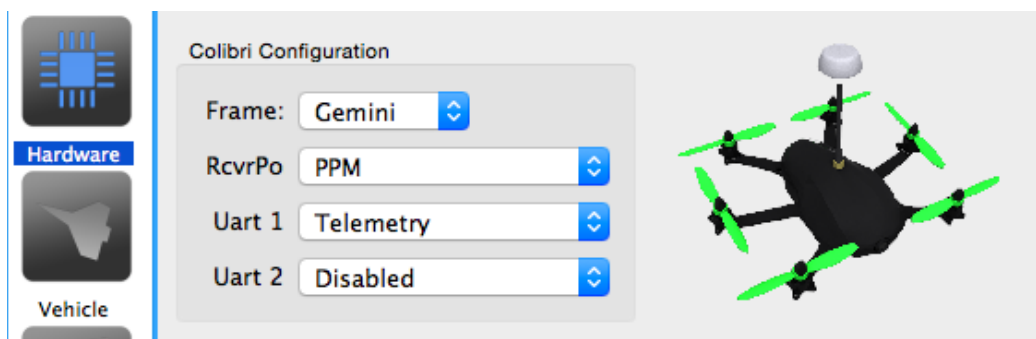 Hardware
Vehicle
Colibri Configuration
Frame: Gemini
RcvrPo PPM
Uart 1 Telemetry
Uart 2 Disabled